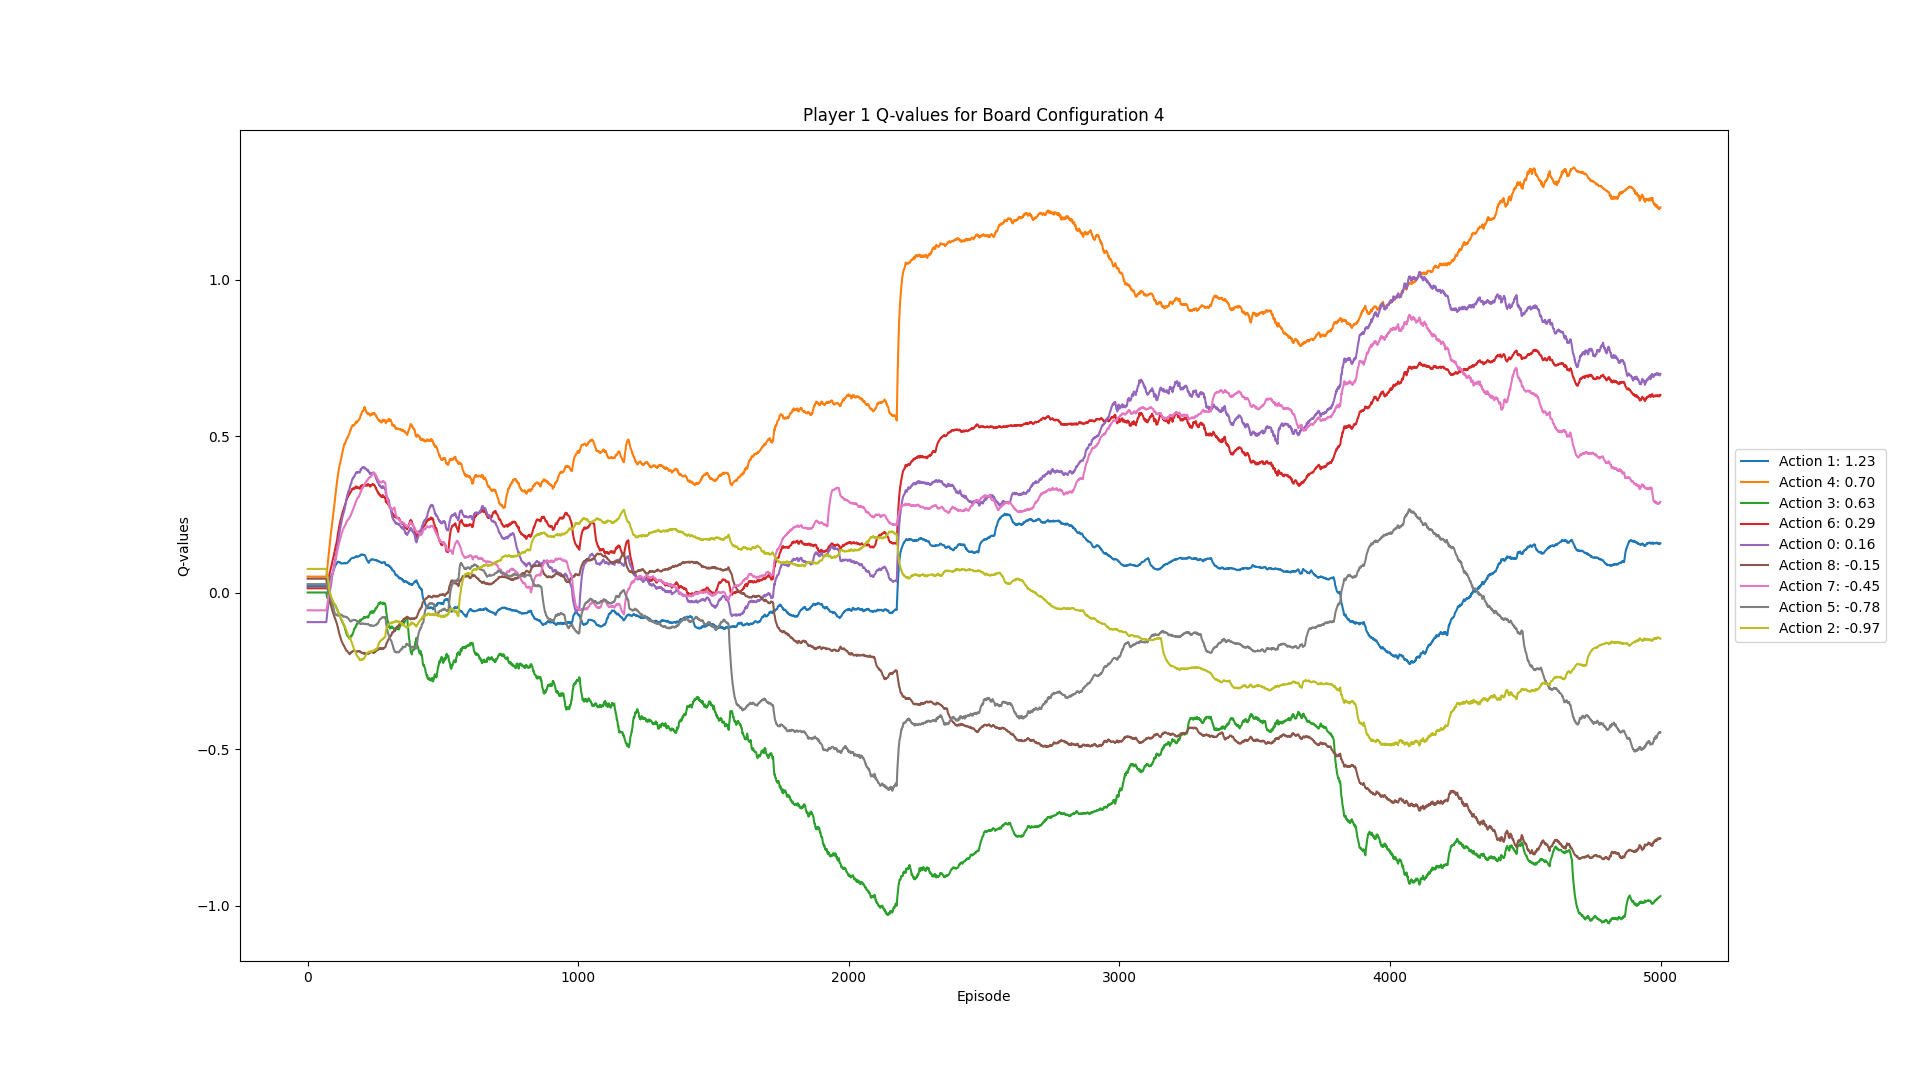 Player 1 Q-values for Board Configuration 4
Q-values
1.0
0.5
0.0
−0.5
−1.0
0
1000
2000
3000
4000
5000
Episode
Action 1: 1.23
Action 4: 0.70
Action 3: 0.63
Action 6: 0.29
Action 0: 0.16
Action 8: -0.15
Action 7: -0.45
Action 5: -0.78
Action 2: -0.97